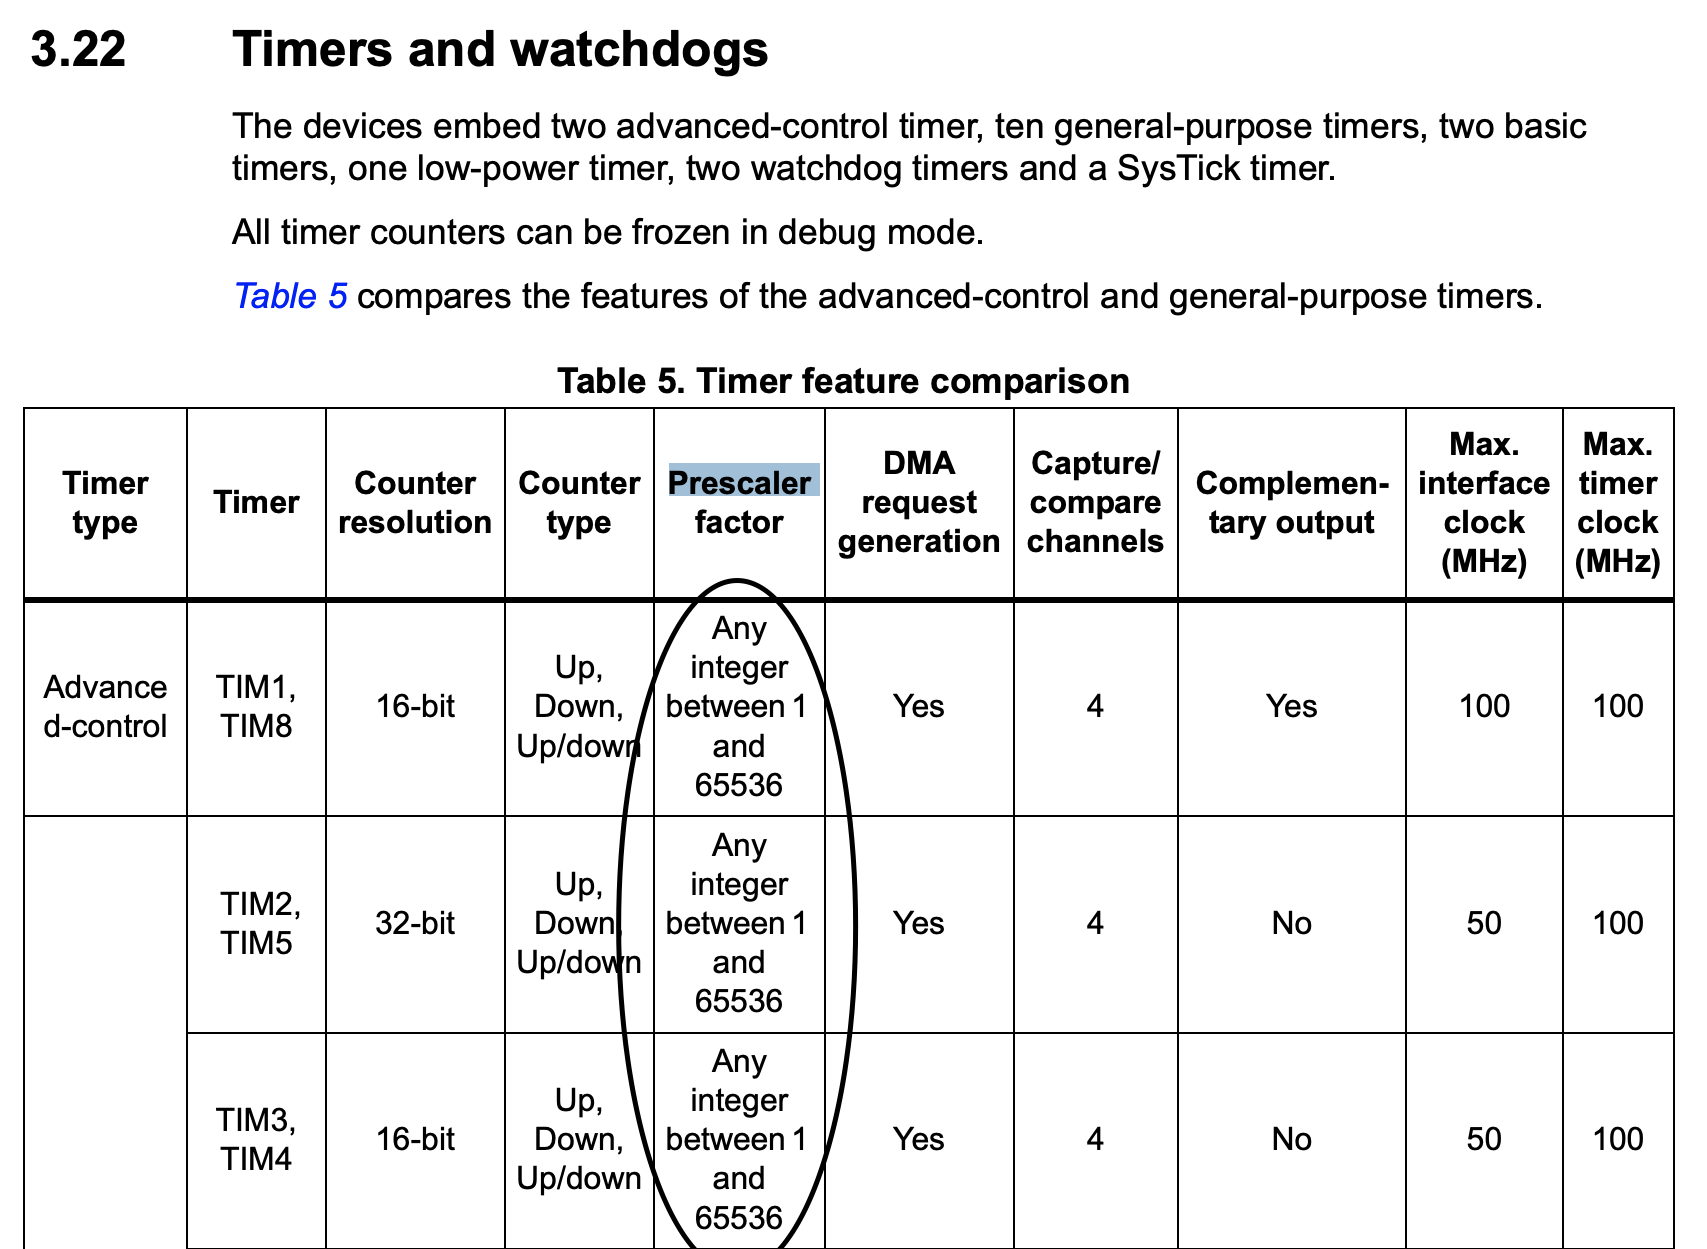 3.22 Timers and watchdogs
The devices embed two advanced-control timer, ten general-purpose timers, two basic
timers, one low-power timer, two watchdog timers and a SysTick timer.
All timer counters can be frozen in debug mode.
Table 5 compares the features of the advanced-control and general-purpose timers.
Table 5. Timer feature comparison
Timer
type
Timer
Counter
resolution
Counter
type
Prescaler
factor
DMA
request
generation
Capture/
compare
channels
Complemen-
tary output
Max.
interface
clock
(MHz)
Max.
timer
clock
(MHz)
Advance
d-control
TIM1,
TIM8
16-bit
Up,
Down,
Up/down
Any
integer
between 1
and
65536
Yes
4
Yes
100
100
TIM2,
TIM5
32-bit
Up,
Down,
Up/down
Any
integer
between 1
and
65536
Yes
4
No
50
100
TIM3,
TIM4
16-bit
Up,
Down,
Up/down
Any
integer
between 1
and
65536
Yes
4
No
50
100